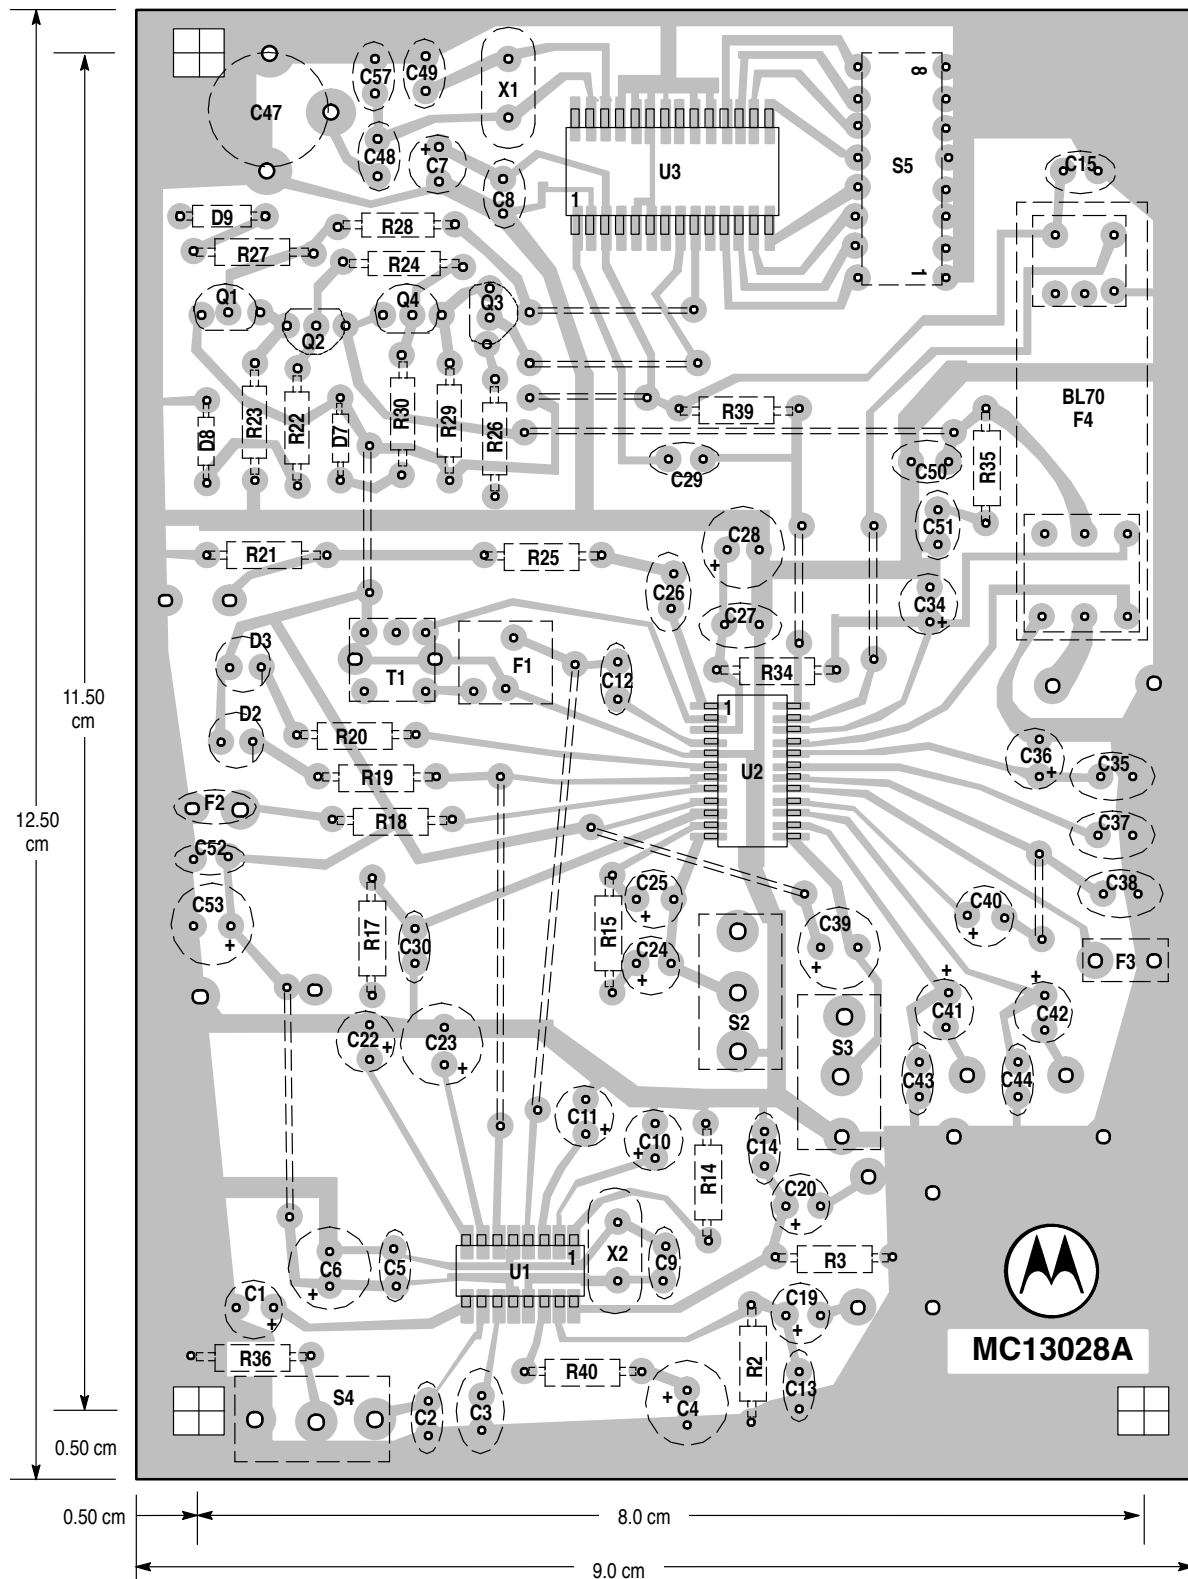 C57
C49
X1
C47
8
C48
+
C7
C8
U3
1
S5
C15
D9
R28
R27
R24
1
Q1
Q4
Q3
Q2
D8
R23
R22
D7
R30
R29
R26
R39
BL70
F4
C29
C50
R35
C51
R21
R25
C28
+
C26
C27
C34
+
D3
T1
F1
C12
R34
11.50
cm
D2
1
R20
U2
R19
C36
+
C35
F2
R18
12.50
cm
C37
C52
C25
+
C38
C53
+
R17
C30
R15
C24
+
C39
+
C40
+
F3
S2
+
C41
+
C42
C22
+
C23
+
S3
C43
C44
C11
+
C10
+
C14
R14
C20
+
C6
+
C5
U1
1
X2
C9
R3
C1
+
C19
+
MC13028A
R36
R40
R2
S4
C2
C3
+
C4
C13
0.50 cm
0.50 cm
8.0 cm
9.0 cm